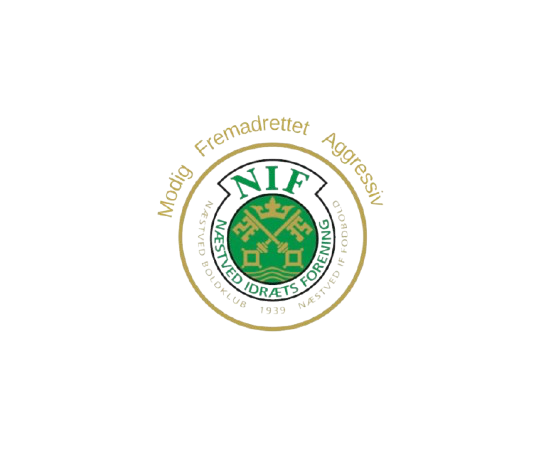 Modig Fremadrettet Aggressiv
NIF
NÆSTVED IDRÆTS FORENING
NÆSTVED BOLDKLUB 1939 NÆSTVED IF FODBOLD